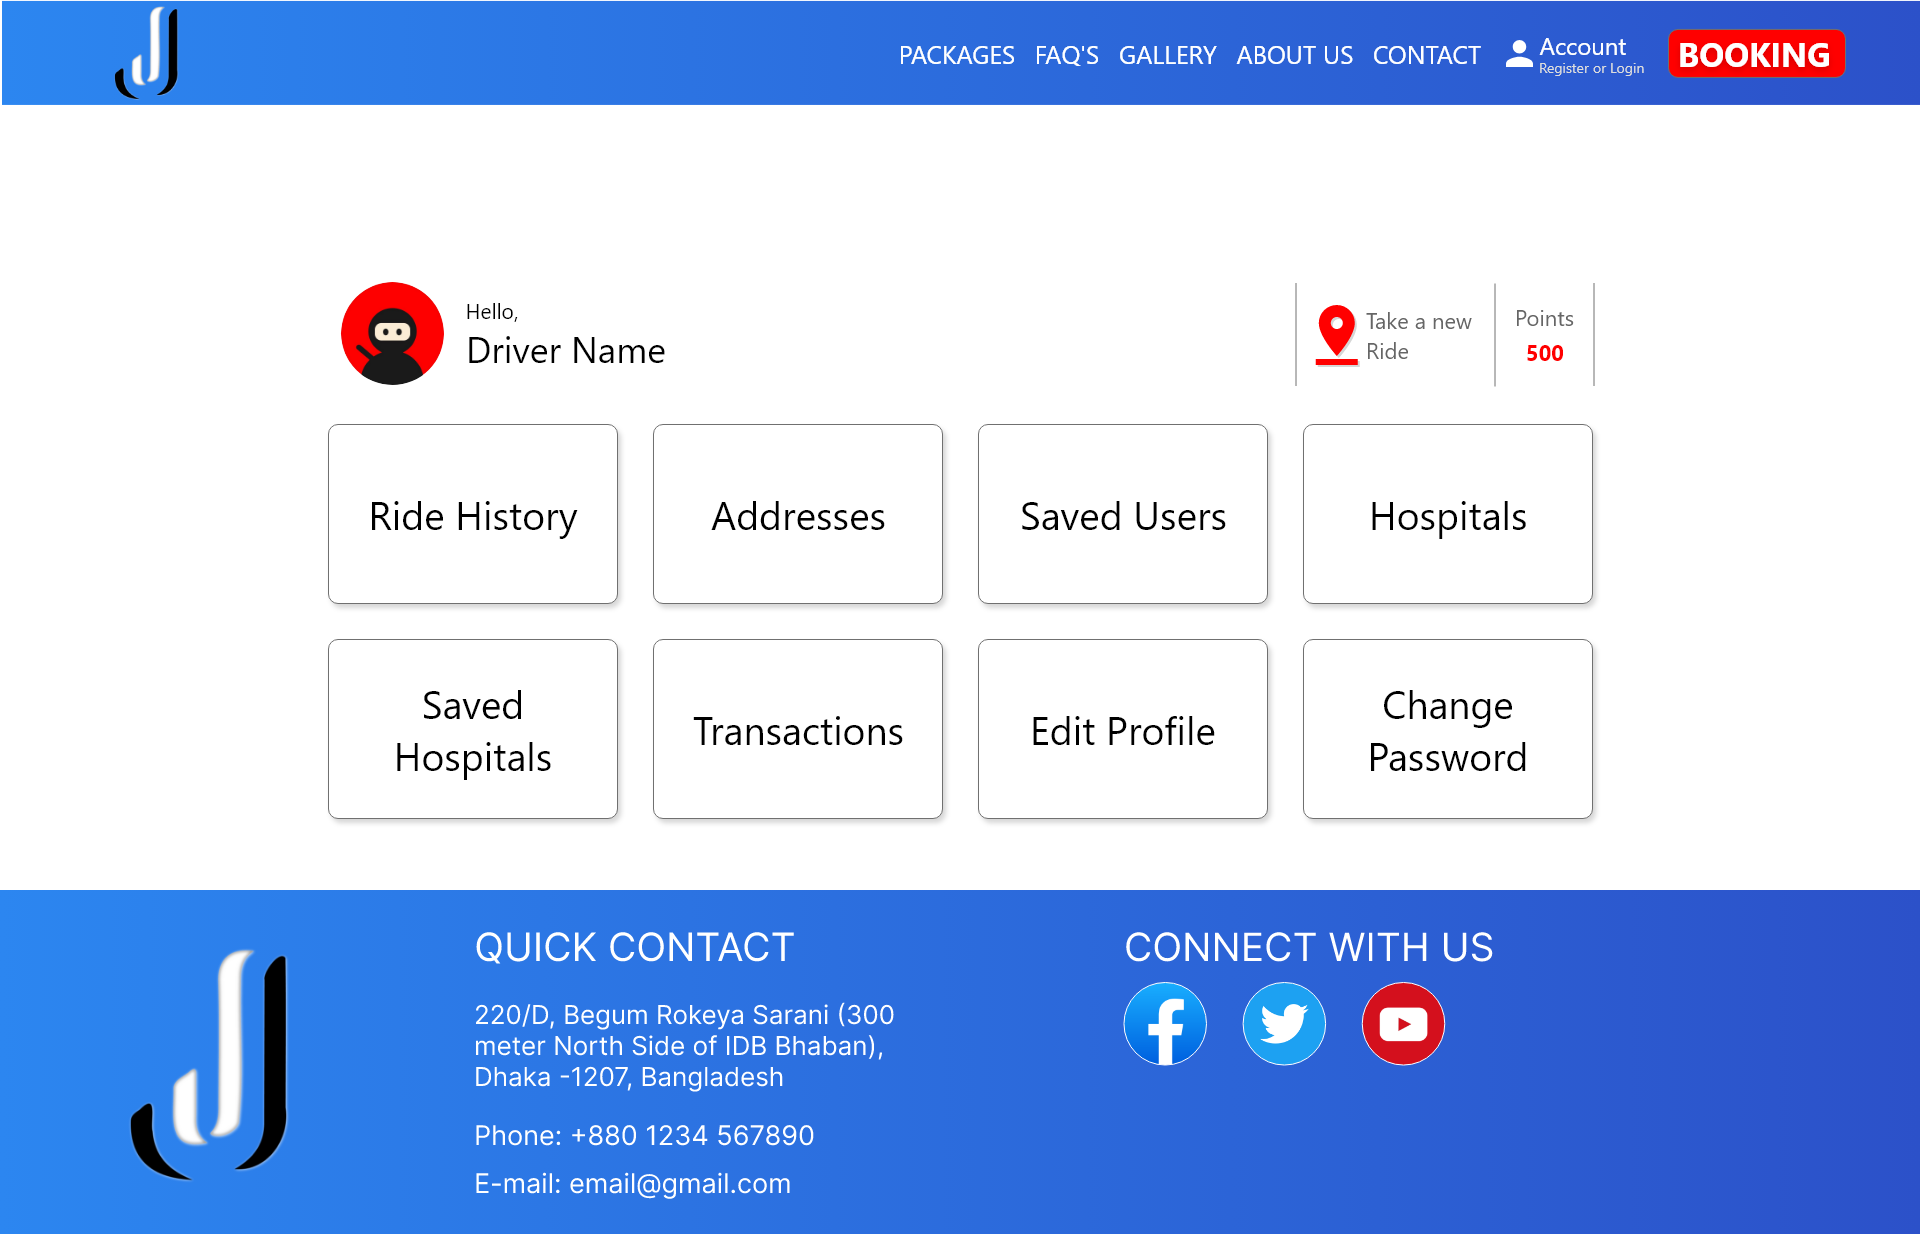 PACKAGES FAQ'S GALLERY ABOUT US CONTACT Account BOOKING
Register or Login
Hello,
Driver Name
Take a new
Ride
Points
500
Ride History
Addresses
Saved Users
Hospitals
Saved
Hospitals
Transactions
Edit Profile
Change
Password
QUICK CONTACT
220/D, Begum Rokeya Sarani (300
meter North Side of IDB Bhaban),
Dhaka -1207, Bangladesh
Phone: +880 1234 567890
E-mail: email@gmail.com
CONNECT WITH US